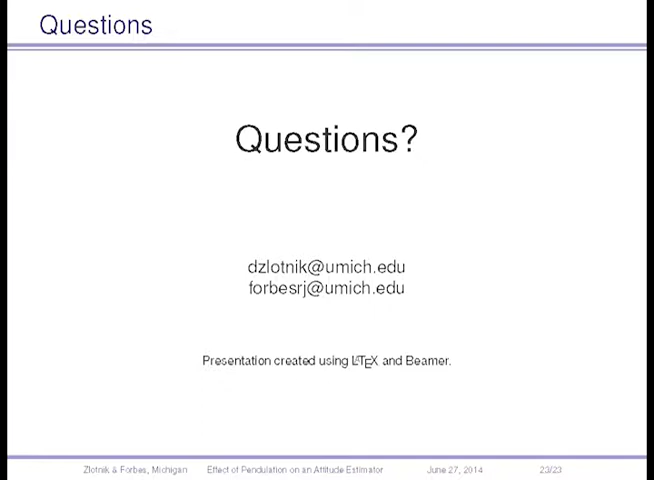 Questions
Questions?
dzlotnik@umich.edu
forbesrj@umich.edu
Presentation created using LATEX and Beamer.
Zlotnik & Forbes, Michigan Effect of Pendulation on an Attitude Estimator June 27, 2014 23/23